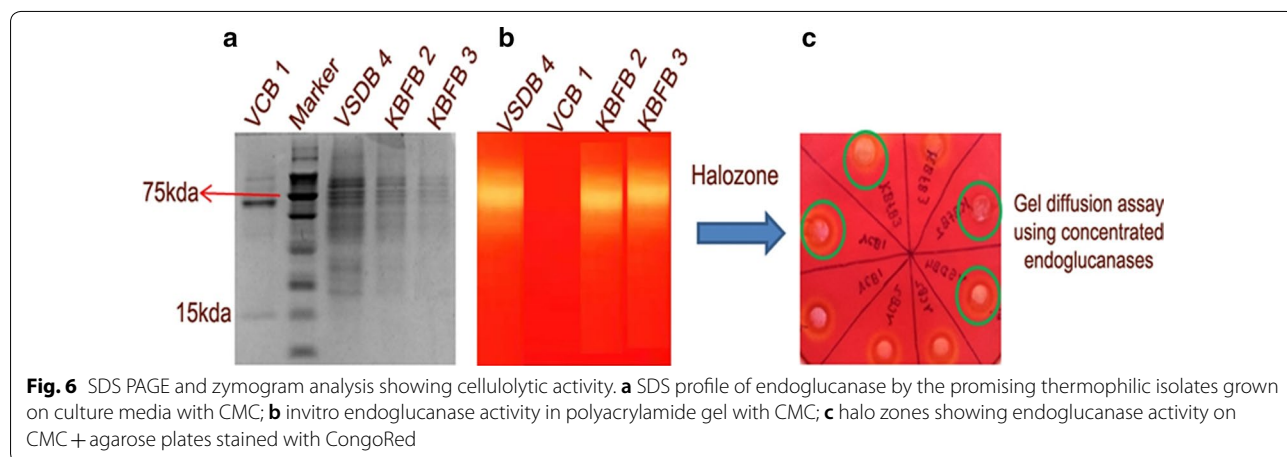 a
b
c
VCB 1
Marker
VSDB 4
KBFB 2
KBFB 3
VSDB 4
VCB 1
KBFB 2
KBFB 3
75kda
15kda
Halozone
Gel diffusion assay
using concentrated
endoglucanases
Fig. 6 SDS PAGE and zymogram analysis showing cellulolytic activity. a SDS profile of endoglucanase by the promising thermophilic isolates grown
on culture media with CMC; b invitro endoglucanase activity in polyacrylamide gel with CMC; c halo zones showing endoglucanase activity on
CMC + agarose plates stained with CongoRed